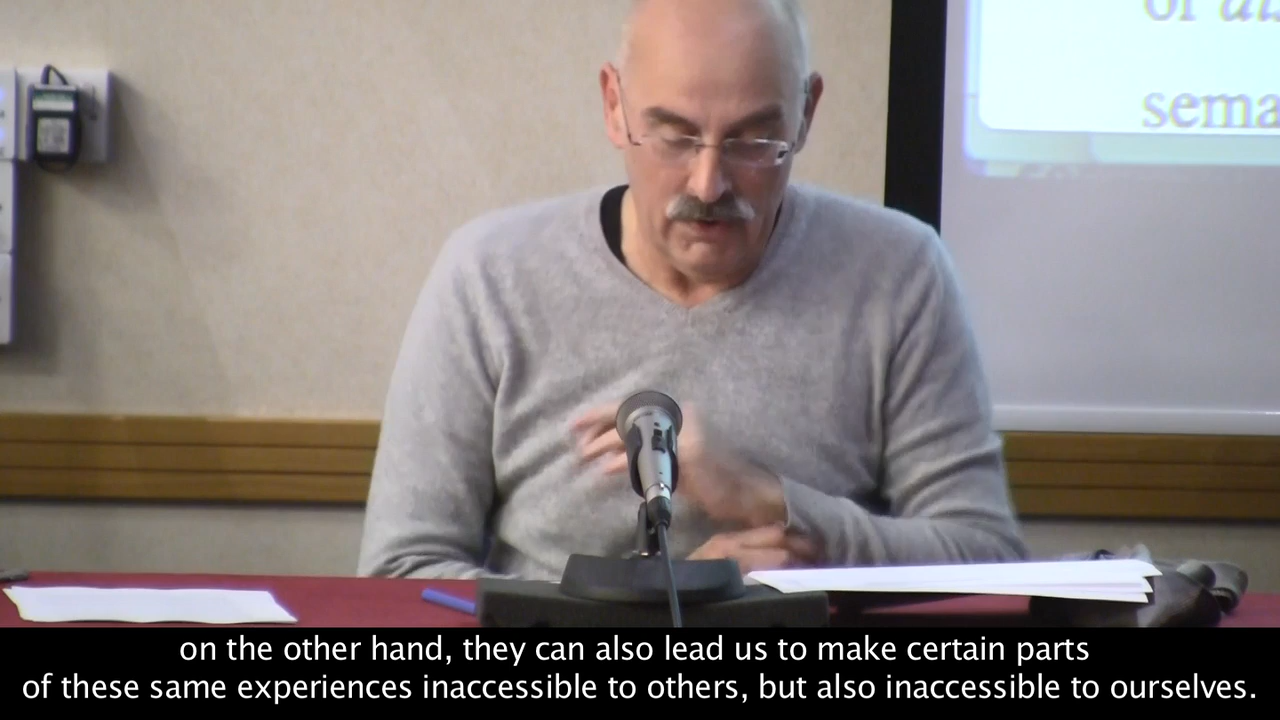 of
sema
on the other hand, they can also lead us to make certain parts
of these same experiences inaccessible to others, but also inaccessible to ourselves.